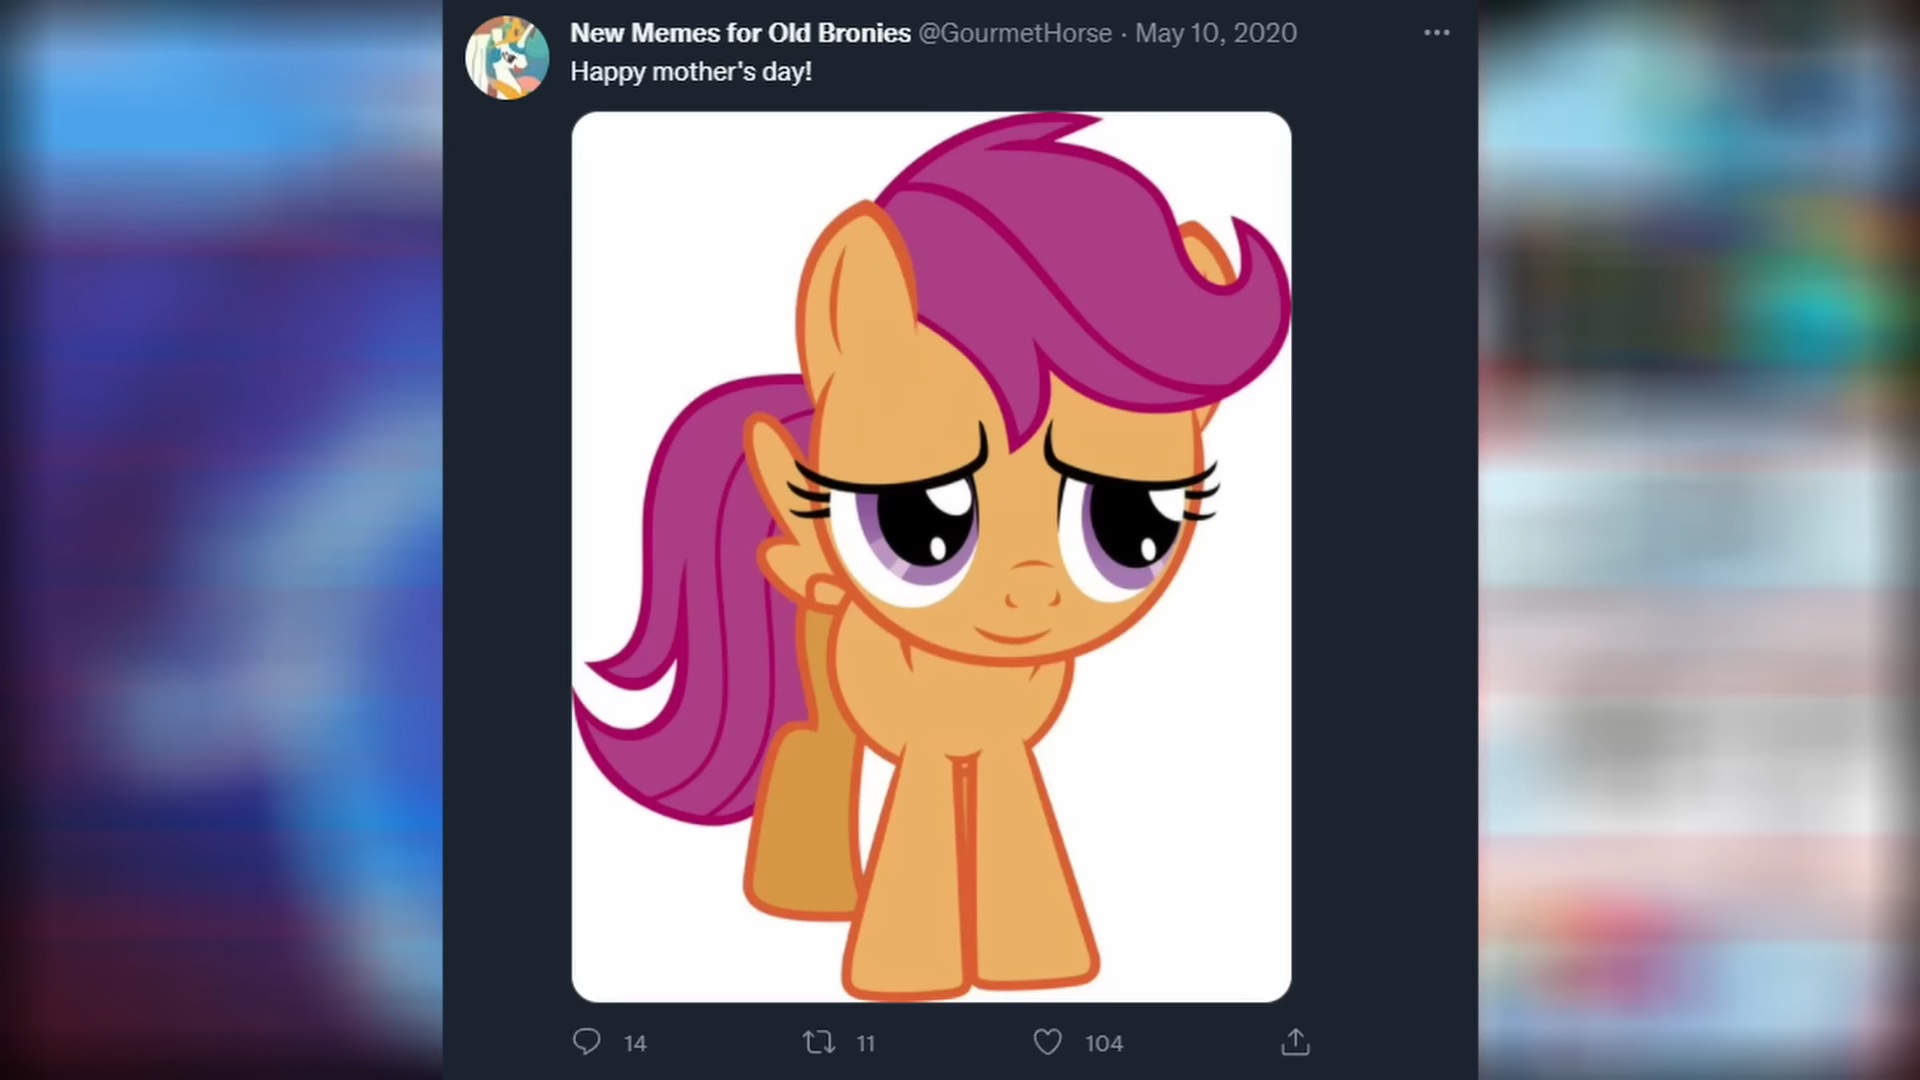 New Memes for Old Bronies @GourmetHorse · May 10, 2020
Happy mother's day!
14 11 104